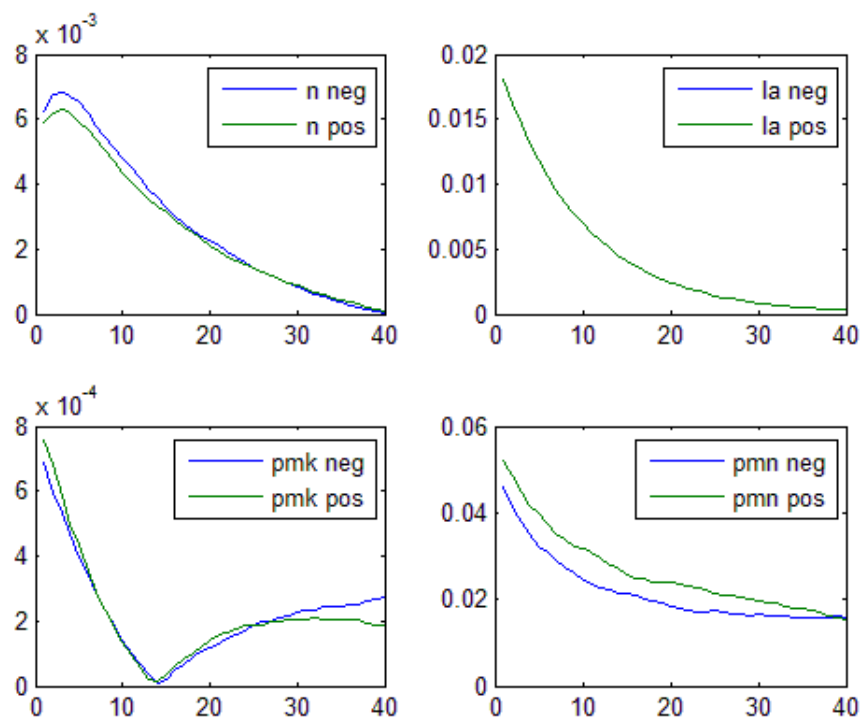 x 10-3
8
6
4
2
0
0 10 20 30 40
n neg
n pos
0.02
0.015
0.01
0.005
0
0 10 20 30 40
la neg
la pos
x 10-4
8
6
4
2
0
0 10 20 30 40
pmk neg
pmk pos
0.06
0.04
0.02
0
0 10 20 30 40
pmn neg
pmn pos